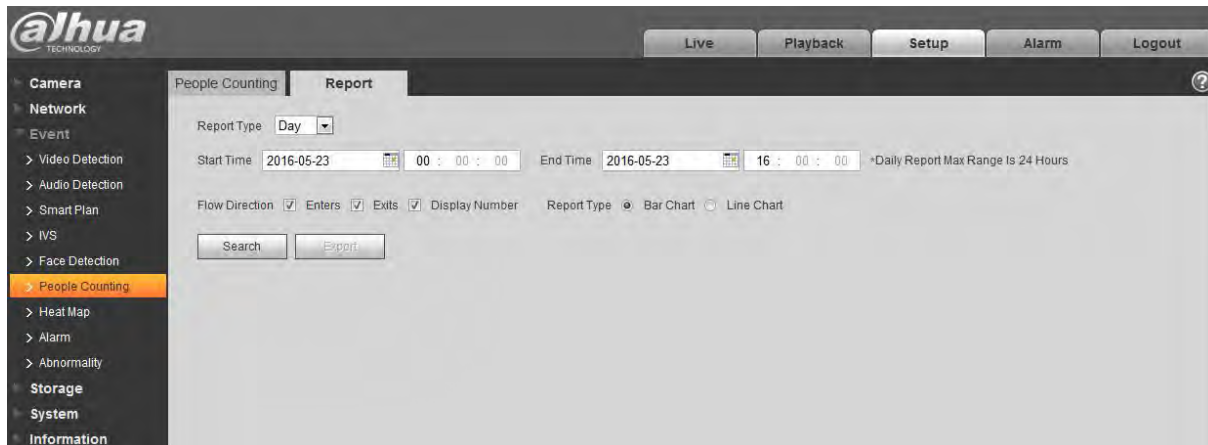 alhua
TECHNOLOGY
Live
Playback
Setup
Alarm
Logout
Camera
Network
Event
> Video Detection
> Audio Detection
> Smart Plan
> IVS
> Face Detection
> People Counting
> Heat Map
> Alarm
> Abnormality
Storage
System
Information
People Counting
Report
?
Report Type Day
Start Time 2016-05-23 00 : 00 : 00 End Time 2016-05-23 16 : 00 : 00 *Daily Report Max Range Is 24 Hours
Flow Direction Enters Exits Display Number Report Type Bar Chart Line Chart
Search Export